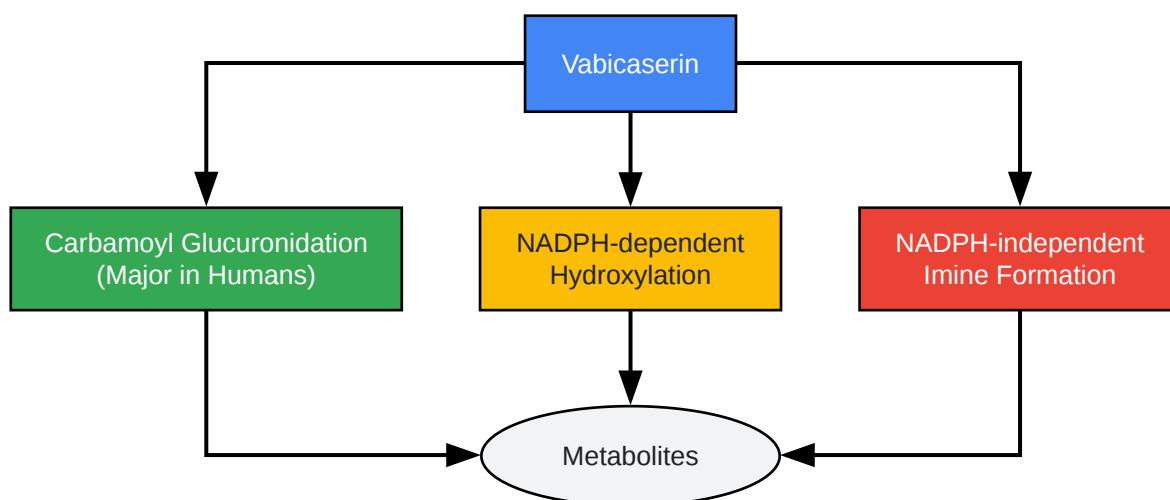 Vabicaserin
Carbamoyl Glucuronidation
(Major in Humans)
NADPH-dependent
Hydroxylation
NADPH-independent
Imine Formation
Metabolites